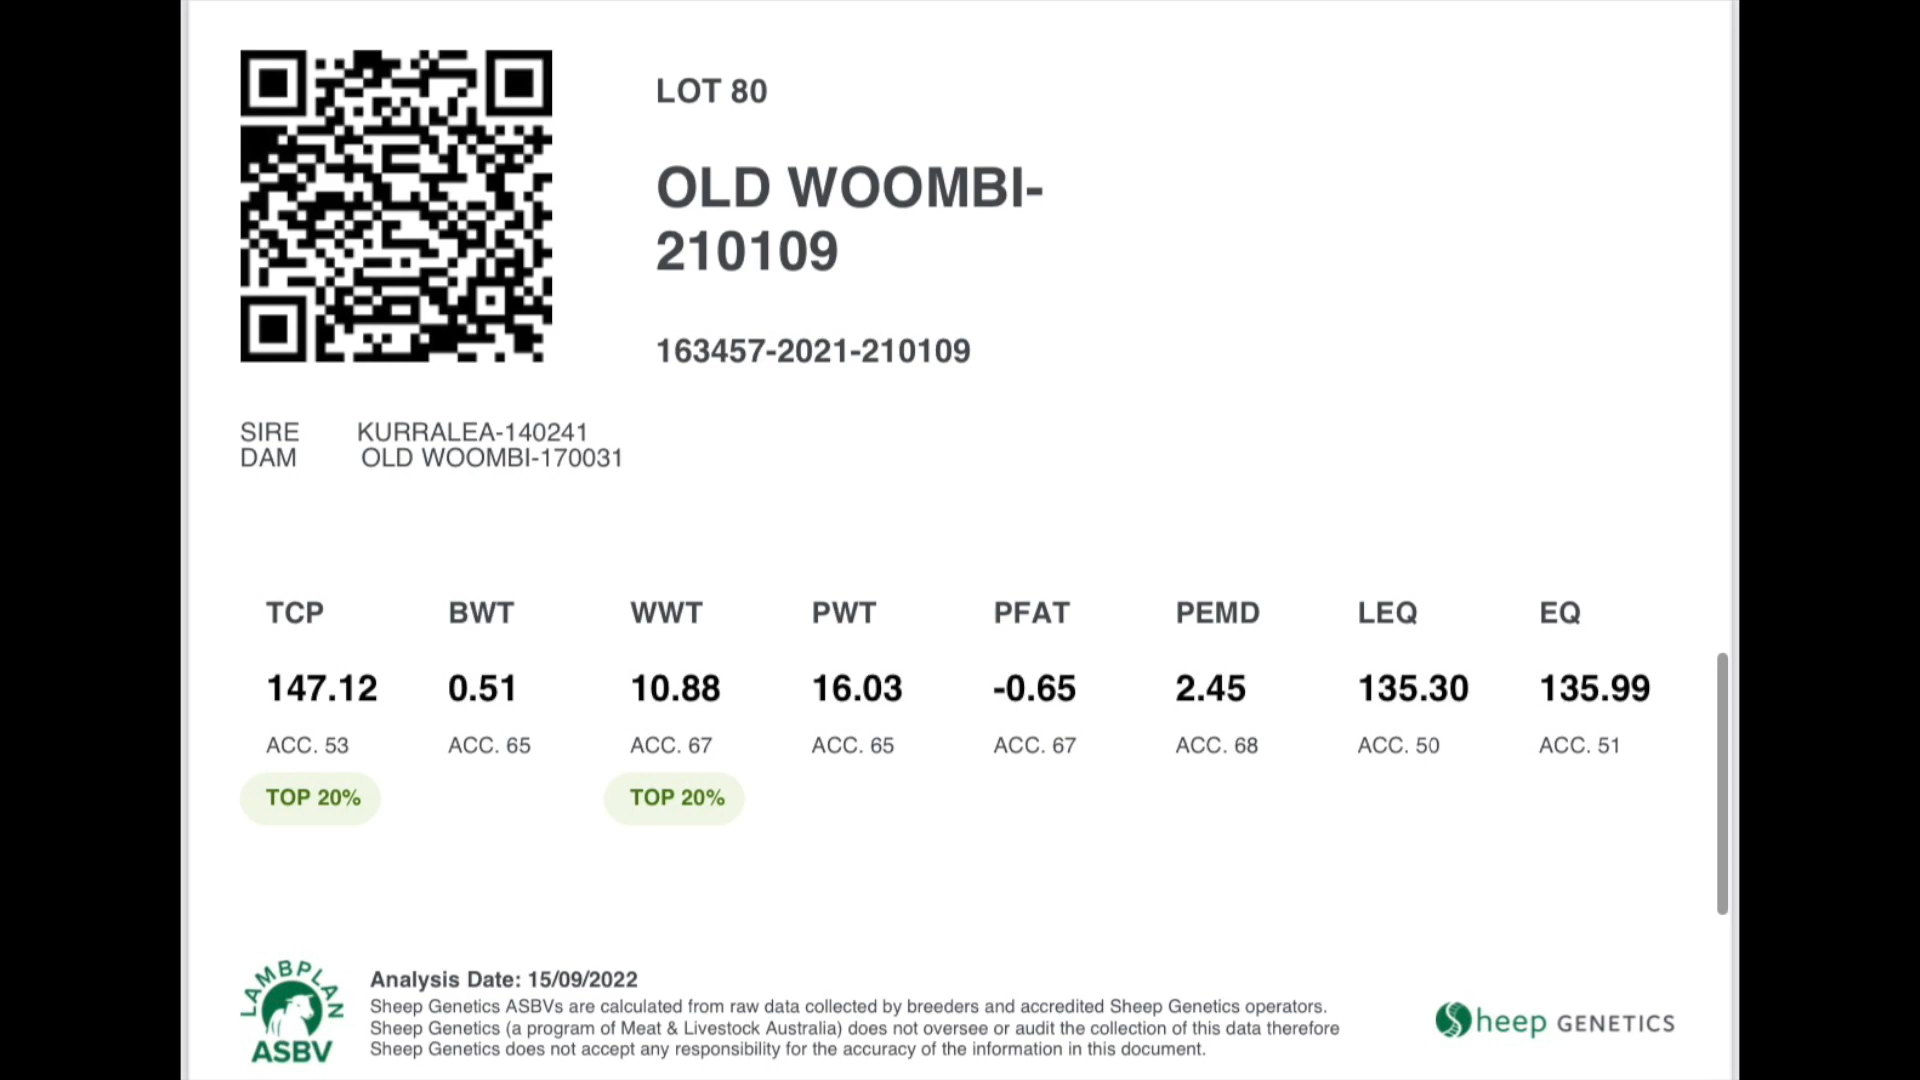 LOT 80
OLD WOOMBI-
210109
163457-2021-210109
SIRE KURRALEA-140241
DAM OLD WOOMBI-170031
TCP BWT WWT PWT PFAT PEMD LEQ EQ
147.12 0.51 10.88 16.03 -0.65 2.45 135.30 135.99
ACC. 53 ACC. 65 ACC. 67 ACC. 65 ACC. 67 ACC. 68 ACC. 50 ACC. 51
TOP 20% TOP 20%
LAMBPLAN
ASBV
Analysis Date: 15/09/2022
Sheep Genetics ASBVs are calculated from raw data collected by breeders and accredited Sheep Genetics operators.
Sheep Genetics (a program of Meat & Livestock Australia) does not oversee or audit the collection of this data therefore
Sheep Genetics does not accept any responsibility for the accuracy of the information in this document.
Sheep GENETICS